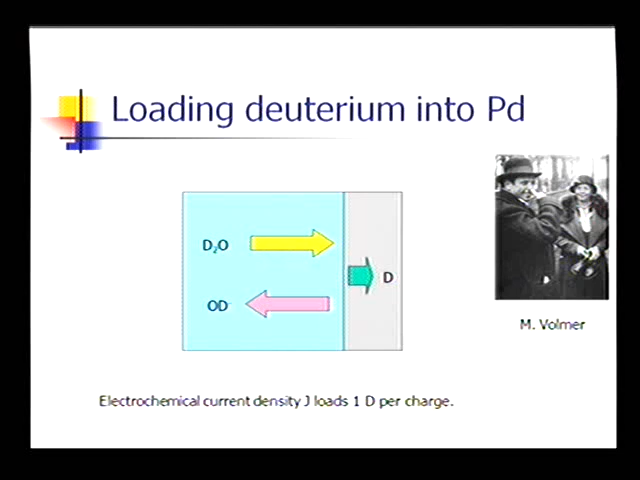 Loading deuterium into Pd
D₂O
D
OD⁻
M. Volmer
Electrochemical current density J loads 1 D per charge.